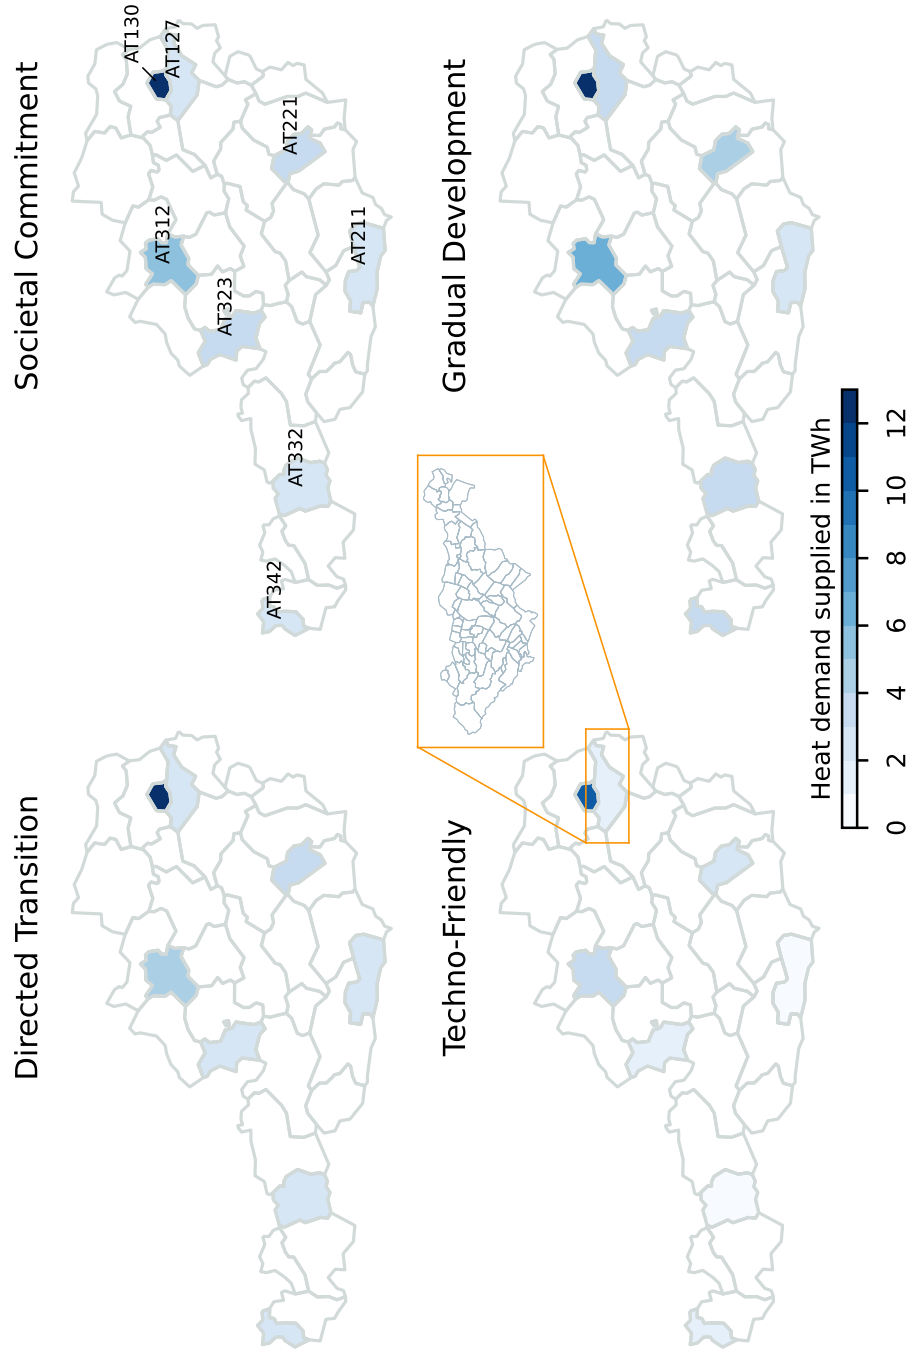 Directed Transition
Societal Commitment
AT130
AT127
AT312
AT221
AT323
AT211
AT332
AT342
Techno-Friendly
Gradual Development
Heat demand supplied in TWh
0 2 4 6 8 10 12